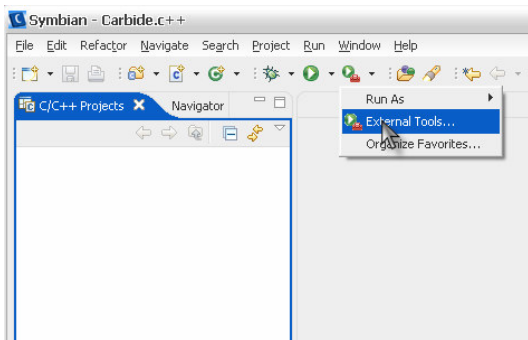 Symbian - Carbide.c++
File Edit Refactor Navigate Search Project Run Window Help
C/C++ Projects Navigator
Run As
External Tools...
Organize Favorites...